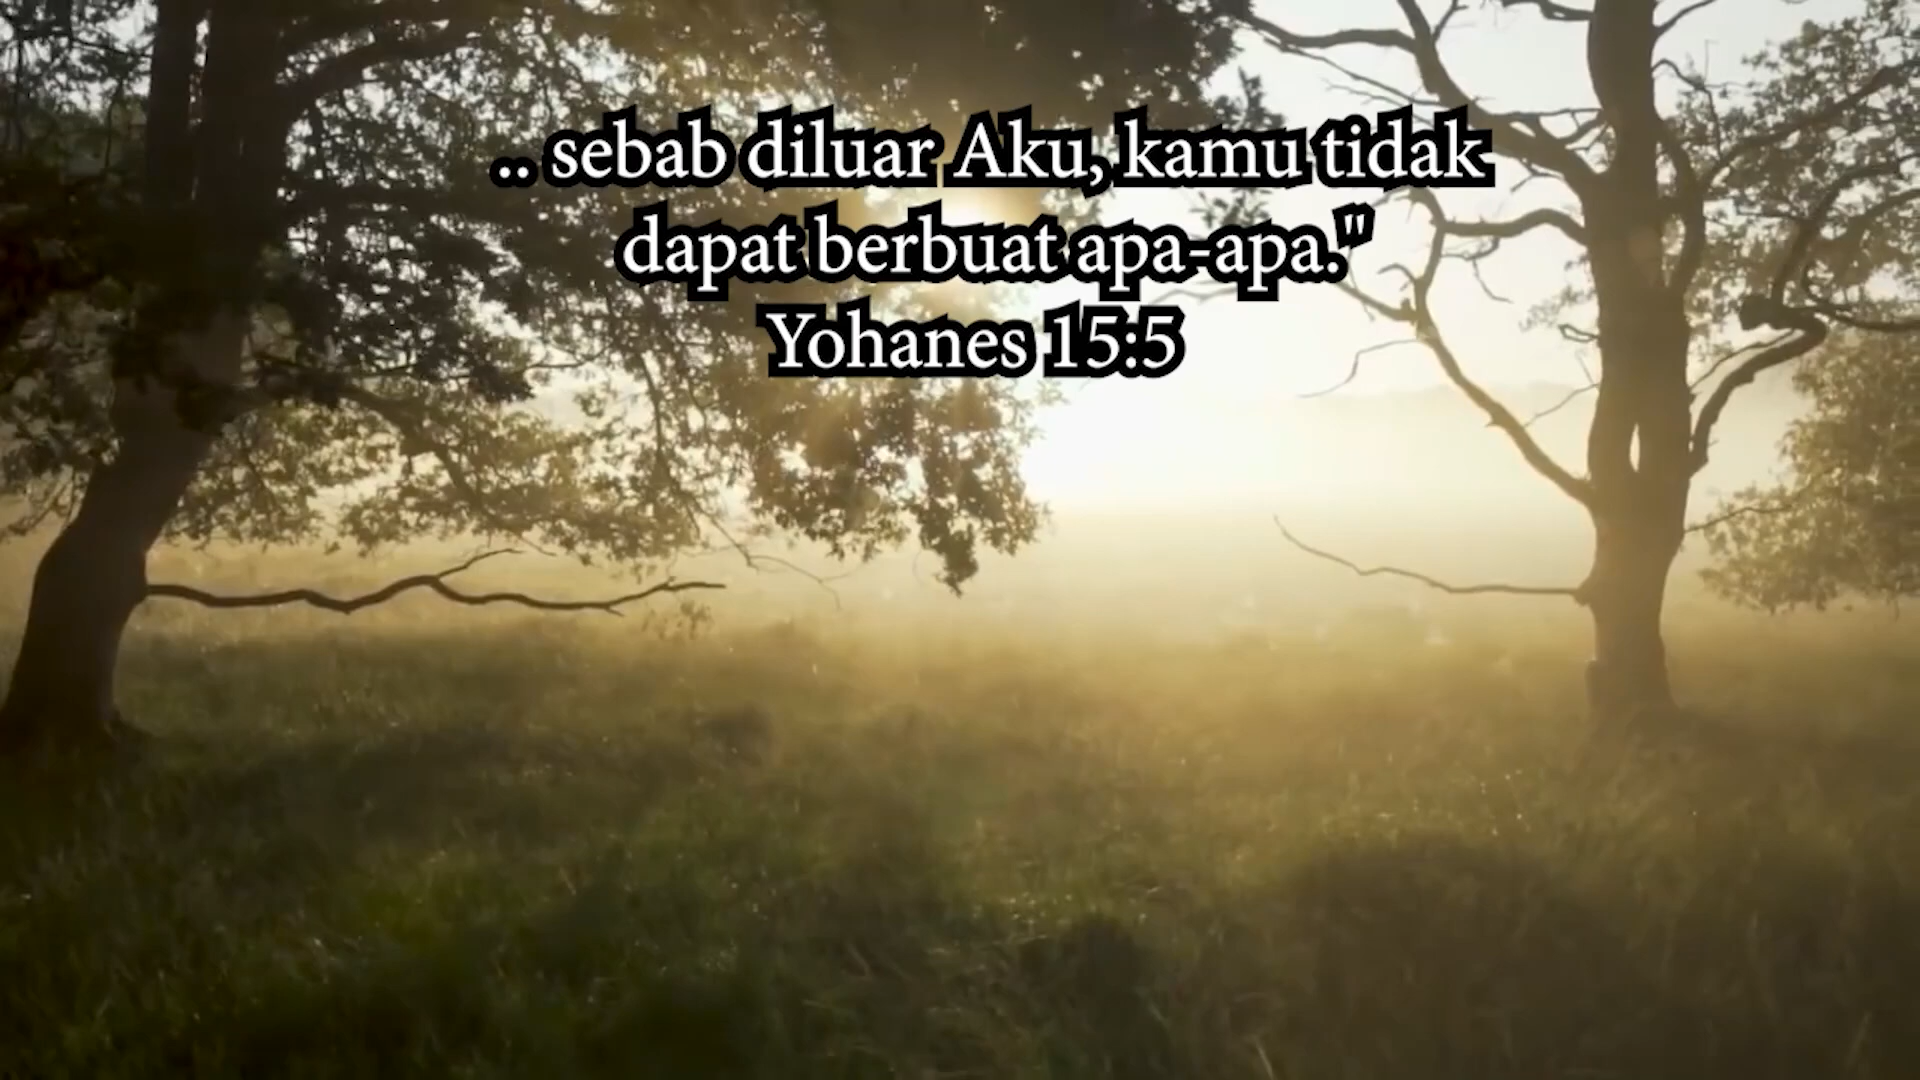 .. sebab diluar Aku, kamu tidak
dapat berbuat apa-apa."
Yohanes 15:5